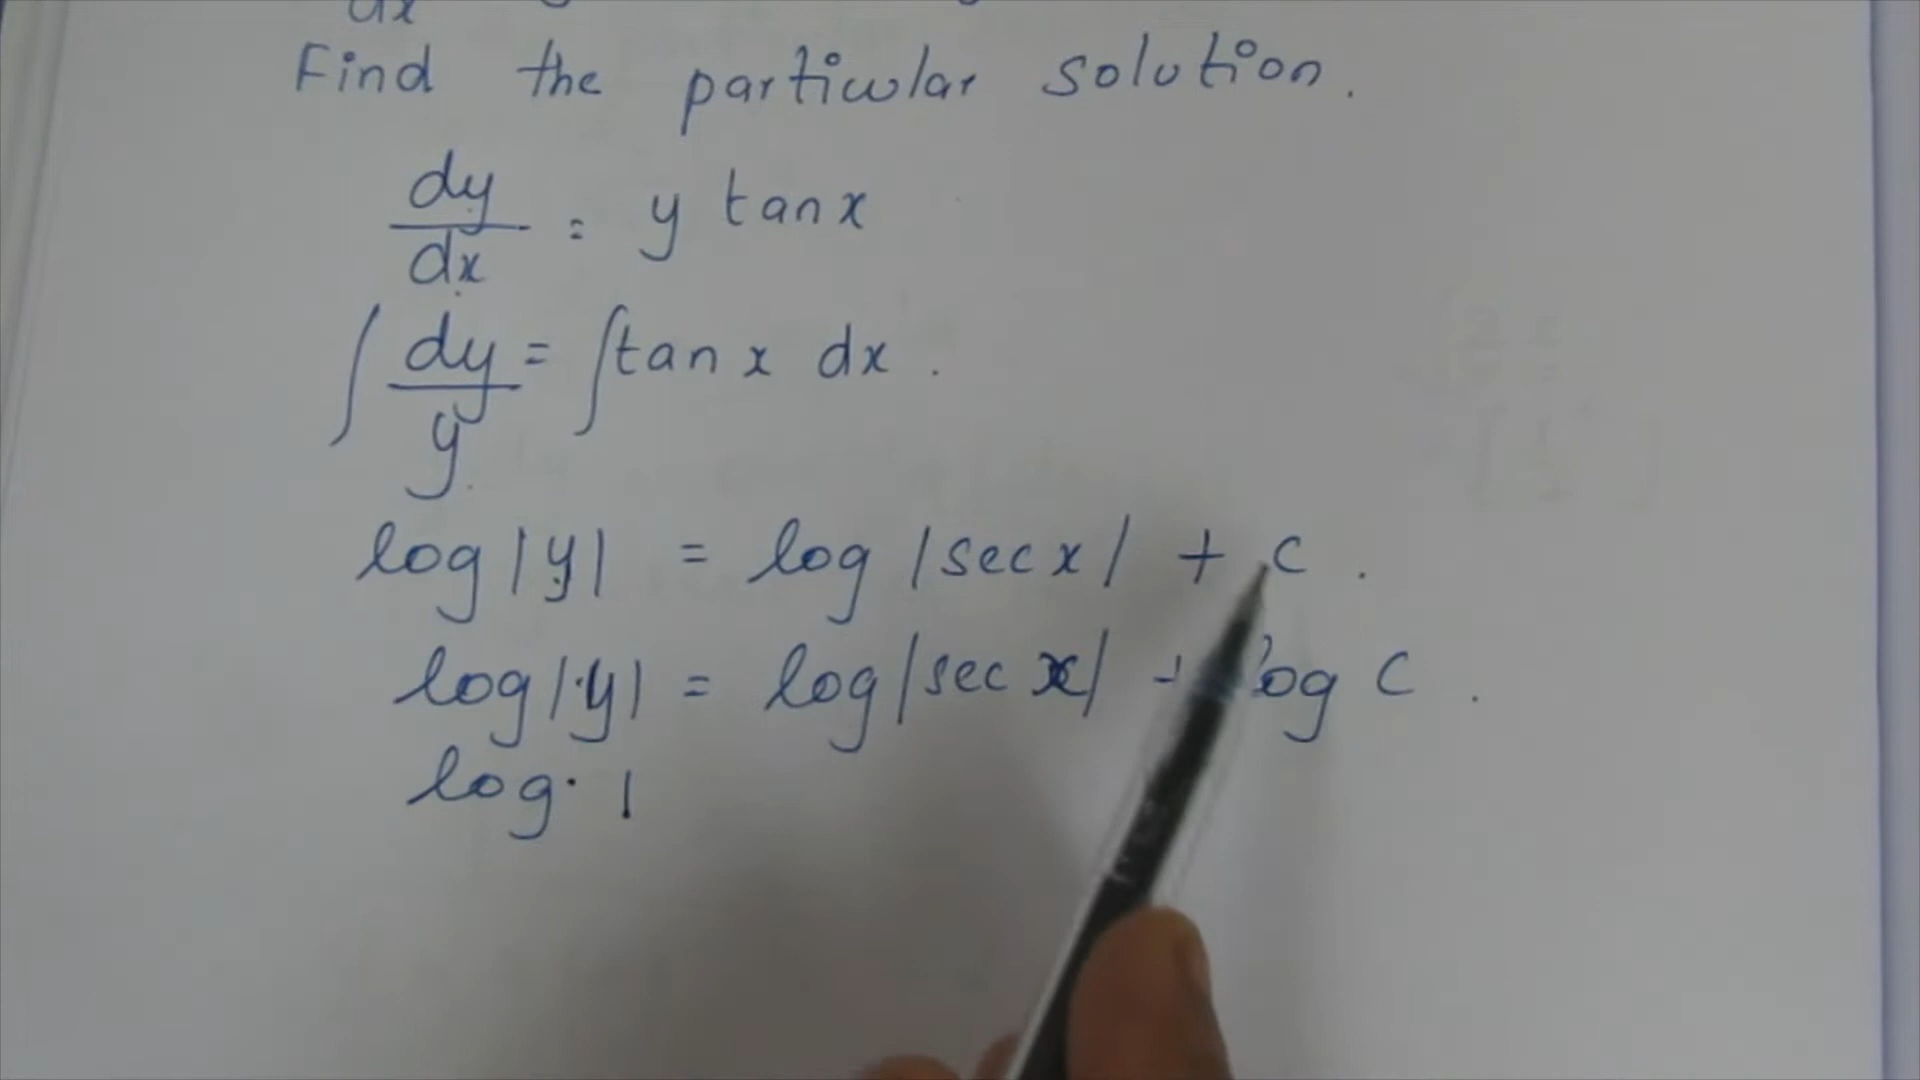 dx
Find the particular solution.
dy/dx = y tan x
∫ dy/y = ∫ tan x dx .
log |y| = log |sec x| + c .
log |y| = log |sec x| + log c .
log 1